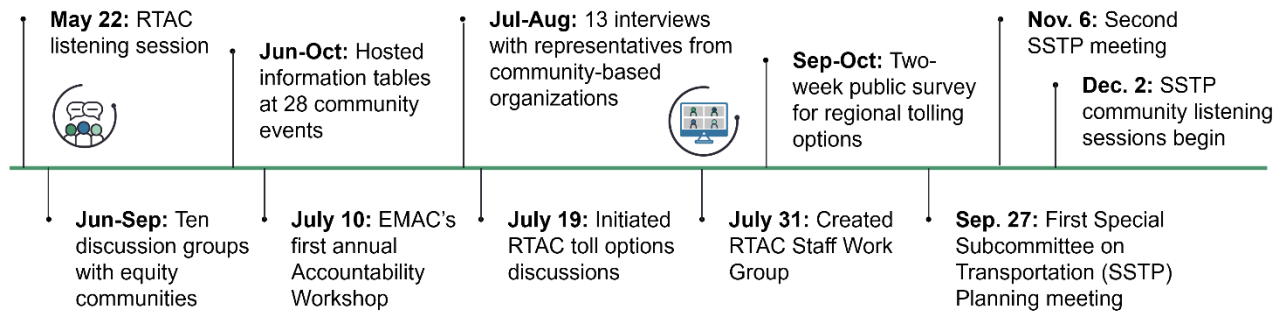 May 22: RTAC
listening session
Jun-Oct: Hosted
information tables
at 28 community
events
Jul-Aug: 13 interviews
with representatives from
community-based
organizations
Sep-Oct: Two-
week public survey
for regional tolling
options
Nov. 6: Second
SSTP meeting
Dec. 2: SSTP
community listening
sessions begin
Jun-Sep: Ten
discussion groups
with equity
communities
July 10: EMAC’s
first annual
Accountability
Workshop
July 19: Initiated
RTAC toll options
discussions
July 31: Created
RTAC Staff Work
Group
Sep. 27: First Special
Subcommittee on
Transportation (SSTP)
Planning meeting